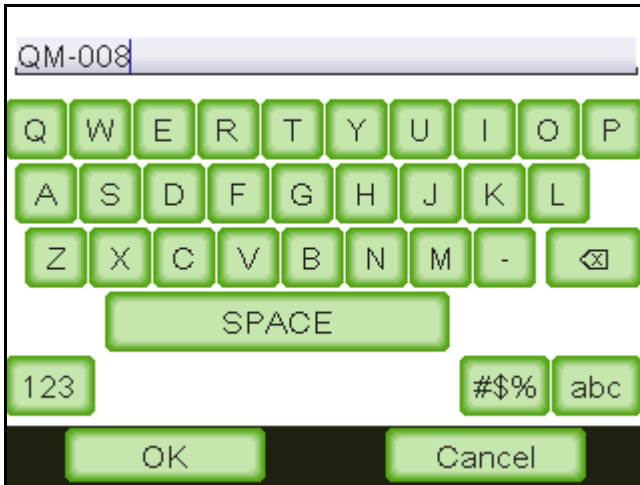 QM-008
Q W E R T Y U I O P
A S D F G H J K L
Z X C V B N M -
SPACE
123 #$% abc
OK Cancel